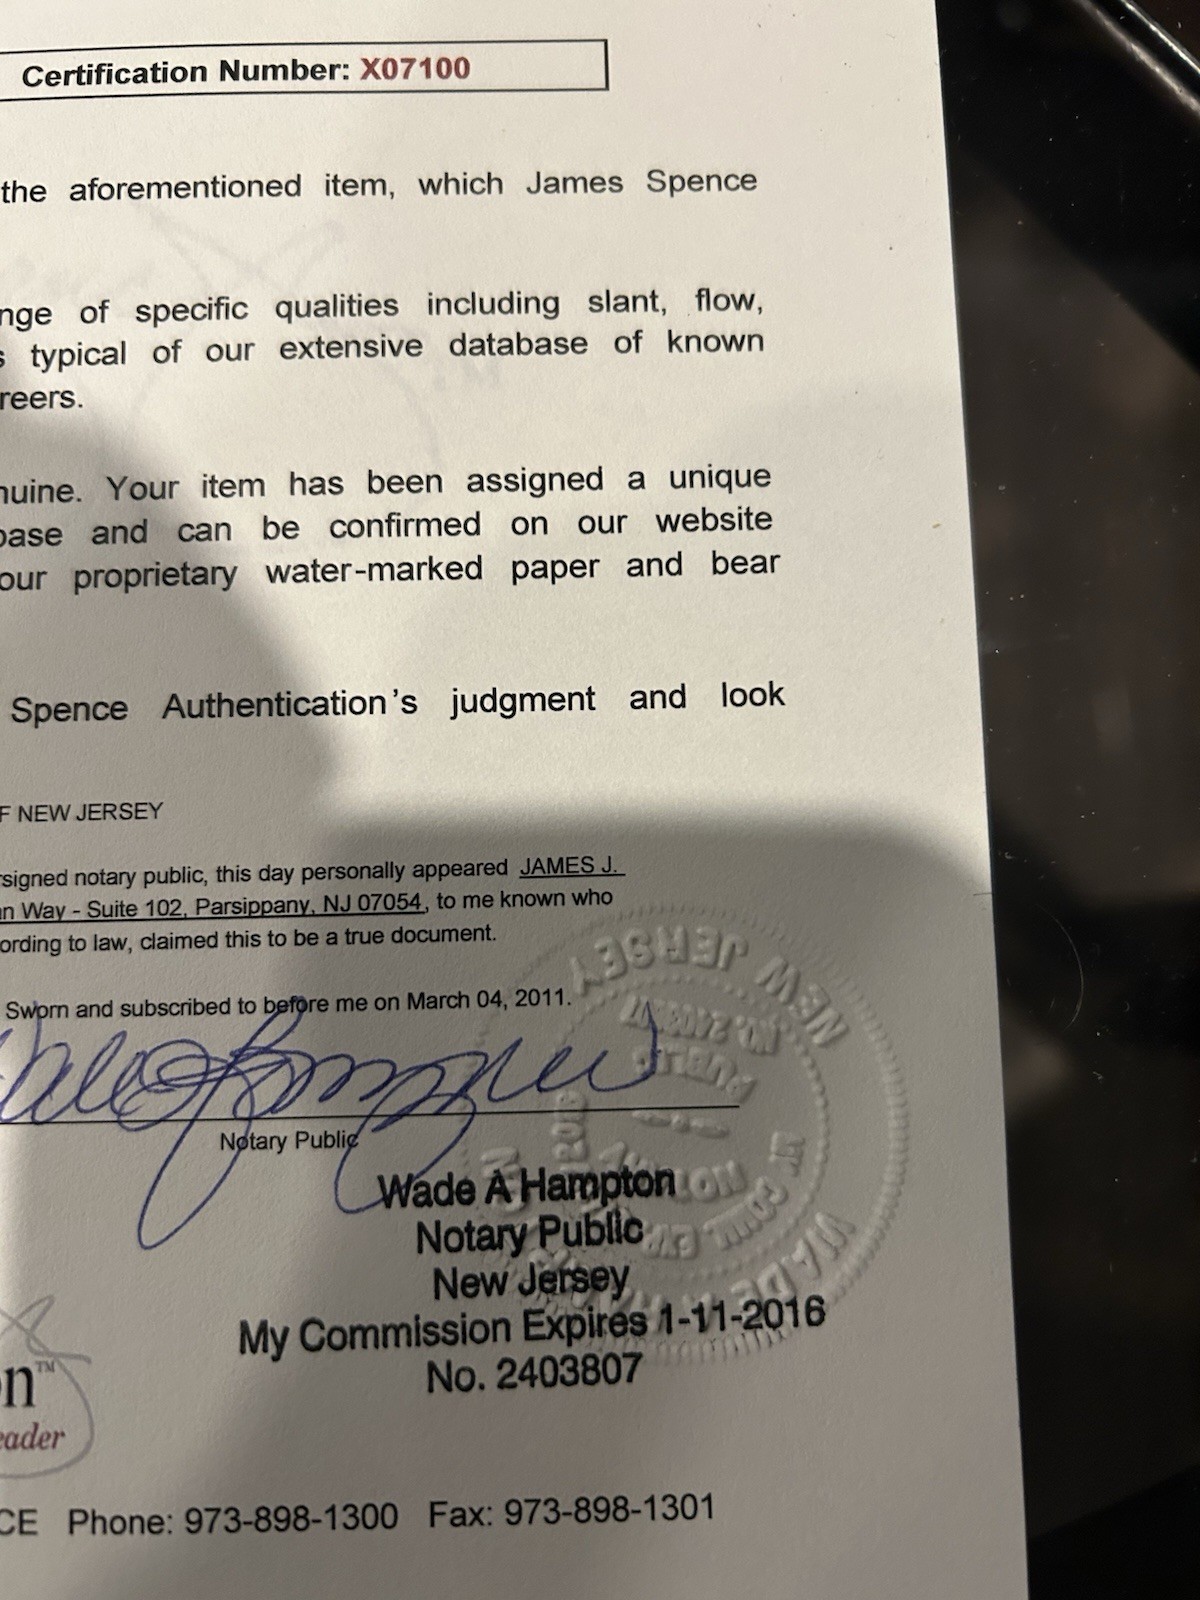 Certification Number: X07100
the aforementioned item, which James Spence
nge of specific qualities including slant, flow,
s typical of our extensive database of known
reers.
nuine. Your item has been assigned a unique
base and can be confirmed on our website
our proprietary water-marked paper and bear
Spence Authentication's judgment and look
F NEW JERSEY
rsigned notary public, this day personally appeared JAMES J.
n Way - Suite 102, Parsippany, NJ 07054, to me known who
ording to law, claimed this to be a true document.
Sworn and subscribed to before me on March 04, 2011.
NEW JERSEY
PUBLIC
Notary Public
Wade A Hampton
Notary Public
New Jersey
My Commission Expires 1-11-2016
No. 2403807
n™
eader
CE Phone: 973-898-1300 Fax: 973-898-1301